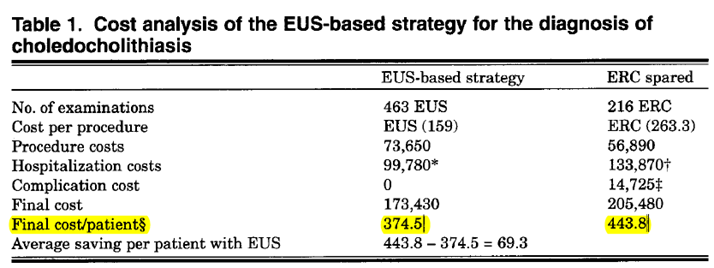 Table 1. Cost analysis of the EUS-based strategy for the diagnosis of
choledocholithiasis
EUS-based strategy ERC spared
No. of examinations 463 EUS 216 ERC
Cost per procedure EUS (159) ERC (263.3)
Procedure costs 73,650 56,890
Hospitalization costs 99,780* 133,870†
Complication cost 0 14,725‡
Final cost 173,430 205,480
Final cost/patient§ 374.5 443.8
Average saving per patient with EUS 443.8 − 374.5 = 69.3